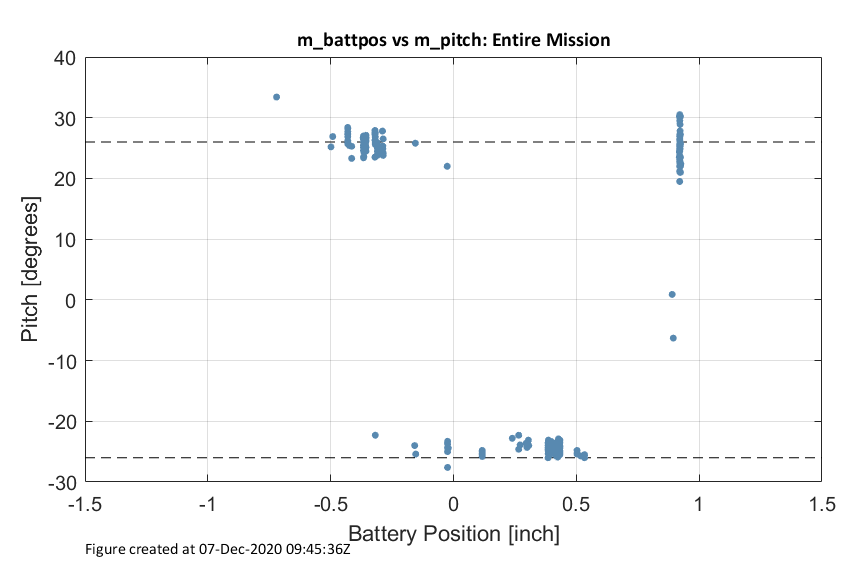 m_battpos vs m_pitch: Entire Mission
40
30
20
10
0
-10
-20
-30
Pitch [degrees]
-1.5 -1 -0.5 0 0.5 1 1.5
Battery Position [inch]
Figure created at 07-Dec-2020 09:45:36Z